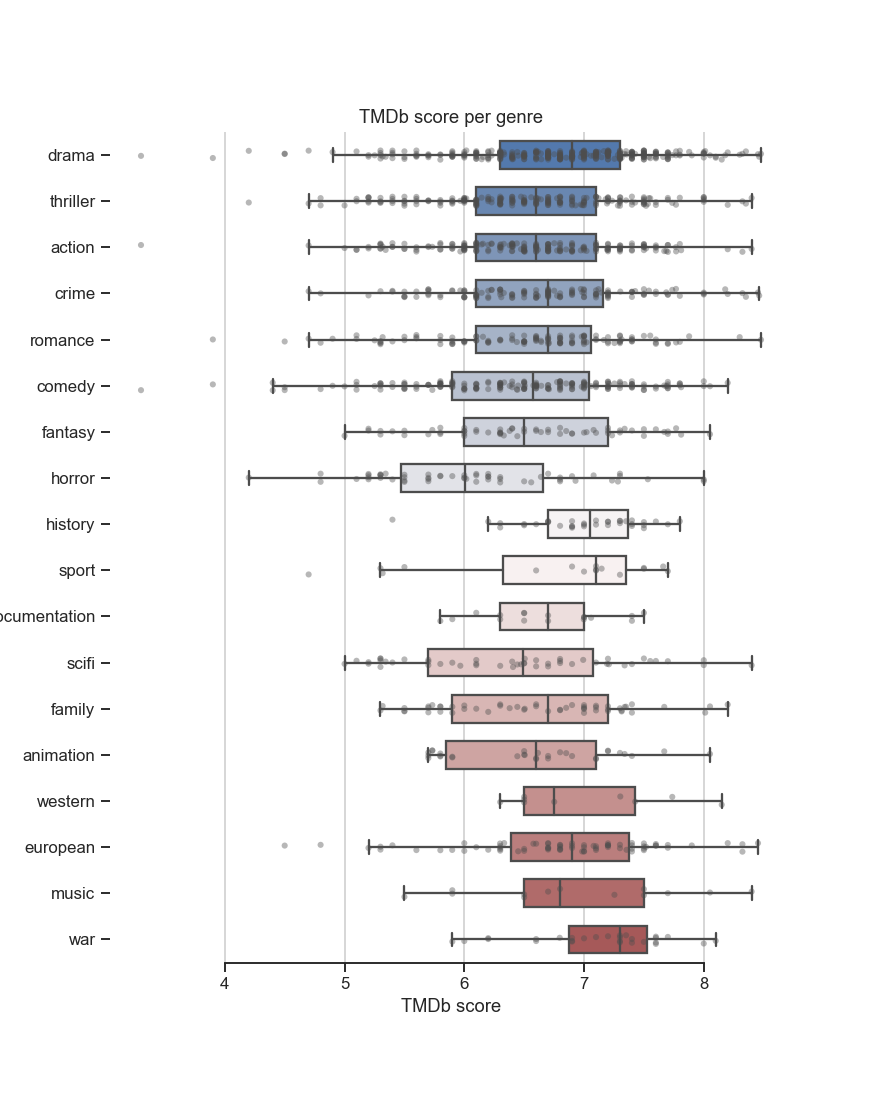 TMDb score per genre
drama
thriller
action
crime
romance
comedy
fantasy
horror
history
sport
ocumentation
scifi
family
animation
western
european
music
war
4 5 6 7 8
TMDb score